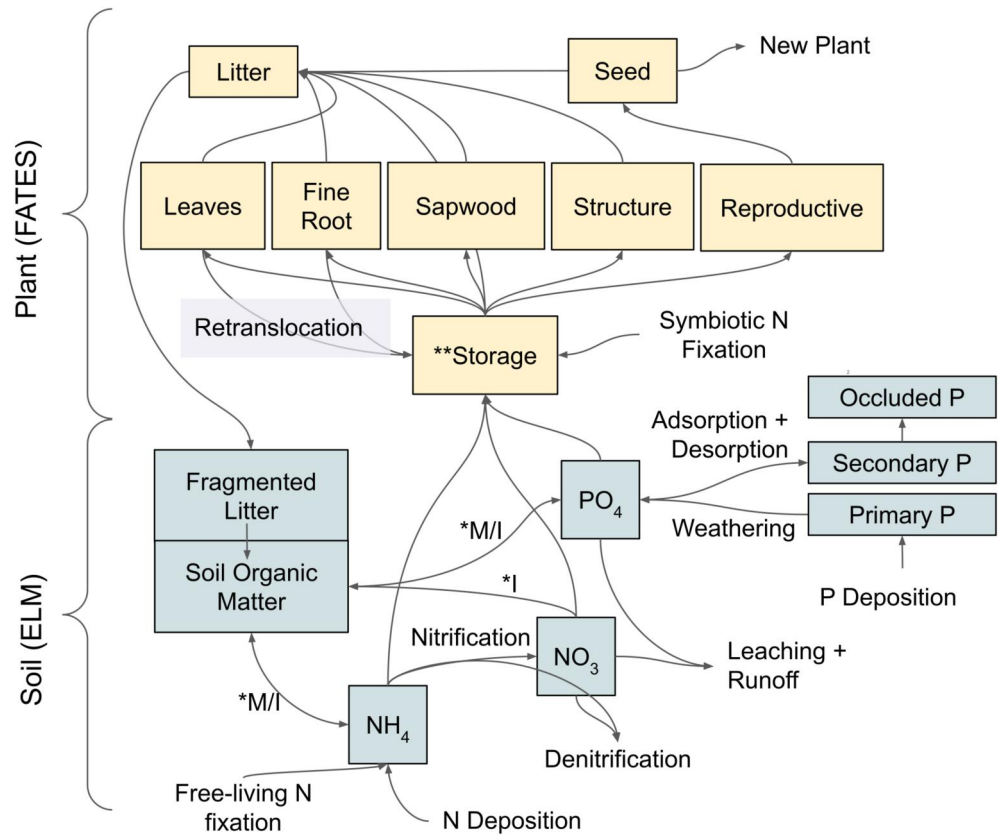 New Plant
Litter
Seed
Plant (FATES)
Leaves
Fine
Root
Sapwood
Structure
Reproductive
Retranslocation
**Storage
Symbiotic N
Fixation
2
Occluded P
Adsorption +
Desorption
Secondary P
Fragmented
Litter
PO4
Primary P
Weathering
*M/I
Soil Organic
Matter
*I
P Deposition
Soil (ELM)
Nitrification
NO3
Leaching +
Runoff
*M/I
NH4
Denitrification
Free-living N
fixation
N Deposition